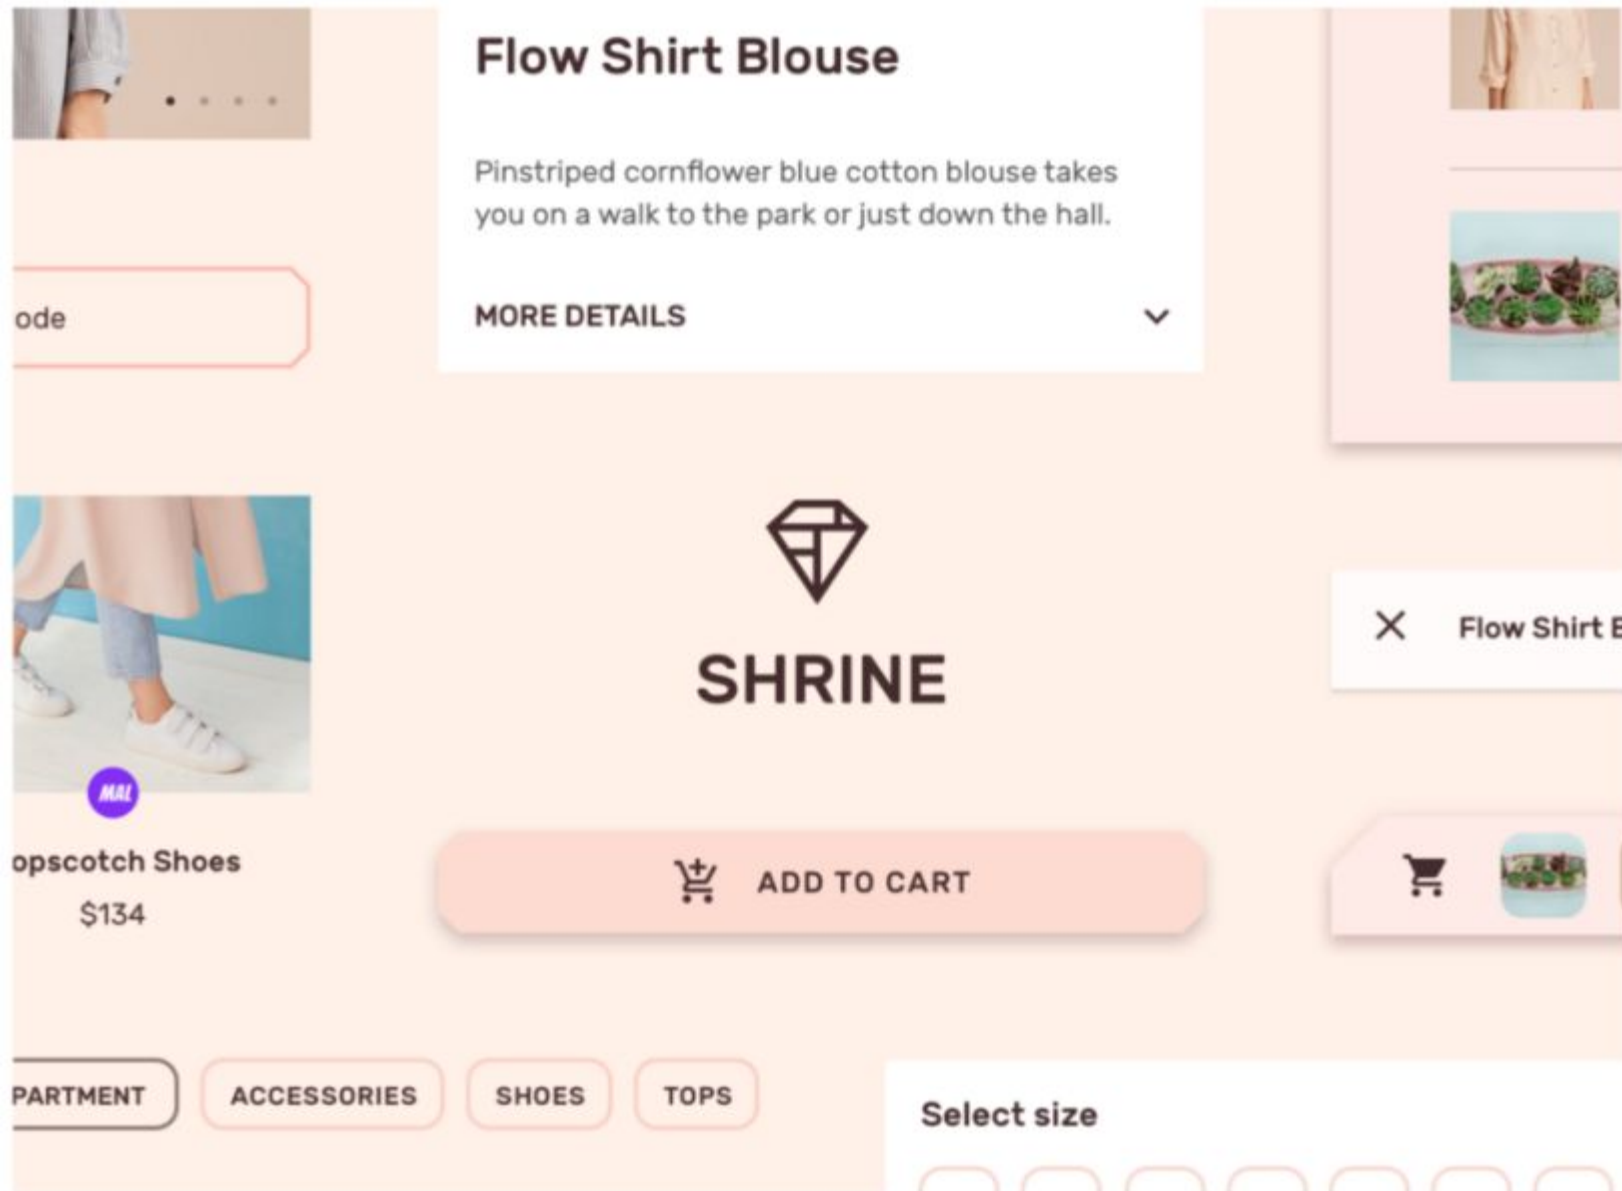 Flow Shirt Blouse
Pinstriped cornflower blue cotton blouse takes
you on a walk to the park or just down the hall.
MORE DETAILS
ode
SHRINE
Flow Shirt B
MAL
opscotch Shoes
$134
ADD TO CART
PARTMENT
ACCESSORIES
SHOES
TOPS
Select size